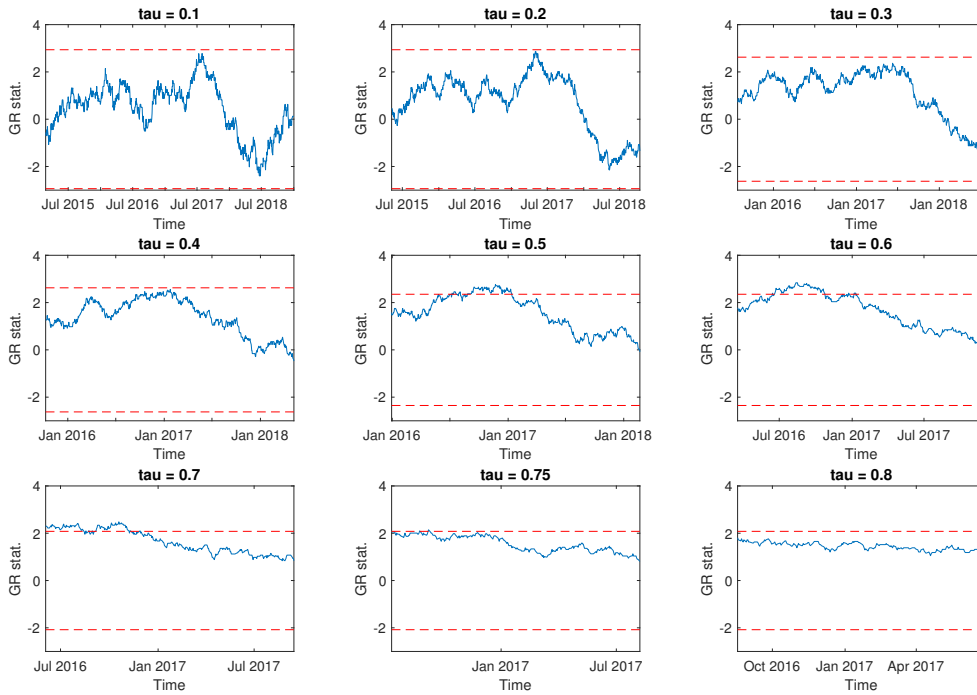 tau = 0.1
4
2
0
-2
GR stat.
Jul 2015 Jul 2016 Jul 2017 Jul 2018
Time
tau = 0.2
4
2
0
-2
GR stat.
Jul 2015 Jul 2016 Jul 2017 Jul 2018
Time
tau = 0.3
4
2
0
-2
GR stat.
Jan 2016 Jan 2017 Jan 2018
Time
tau = 0.4
4
2
0
-2
GR stat.
Jan 2016 Jan 2017 Jan 2018
Time
tau = 0.5
4
2
0
-2
GR stat.
Jan 2016 Jan 2017 Jan 2018
Time
tau = 0.6
4
2
0
-2
GR stat.
Jul 2016 Jan 2017 Jul 2017
Time
tau = 0.7
4
2
0
-2
GR stat.
Jul 2016 Jan 2017 Jul 2017
Time
tau = 0.75
4
2
0
-2
GR stat.
Jan 2017 Jul 2017
Time
tau = 0.8
4
2
0
-2
GR stat.
Oct 2016 Jan 2017 Apr 2017
Time